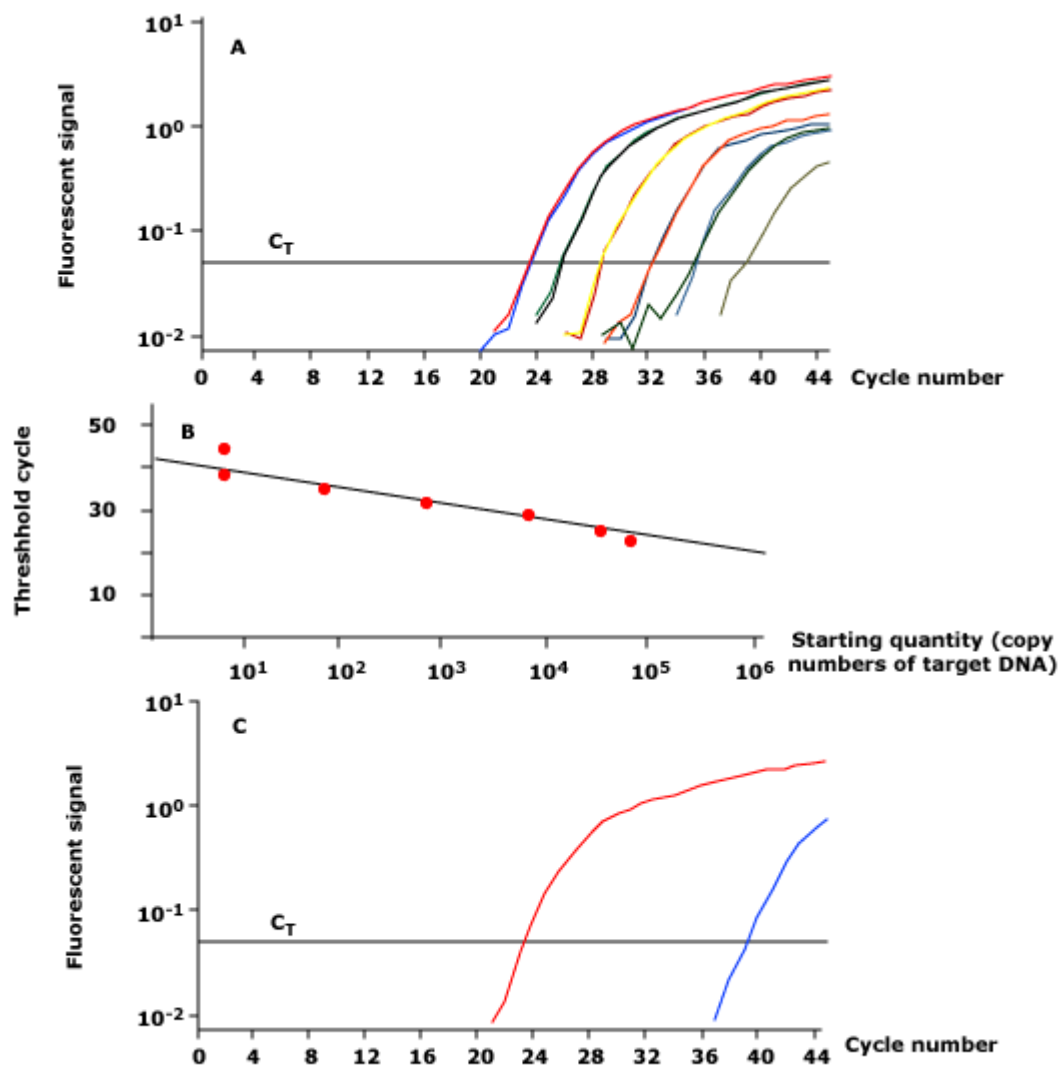 A
Fluorescent signal
10¹
10⁰
10⁻¹
10⁻²
C_T
0 4 8 12 16 20 24 28 32 36 40 44 Cycle number
B
Threshhold cycle
50
30
10
10¹ 10² 10³ 10⁴ 10⁵ 10⁶
Starting quantity (copy
numbers of target DNA)
C
Fluorescent signal
10¹
10⁰
10⁻¹
10⁻²
C_T
0 4 8 12 16 20 24 28 32 36 40 44 Cycle number